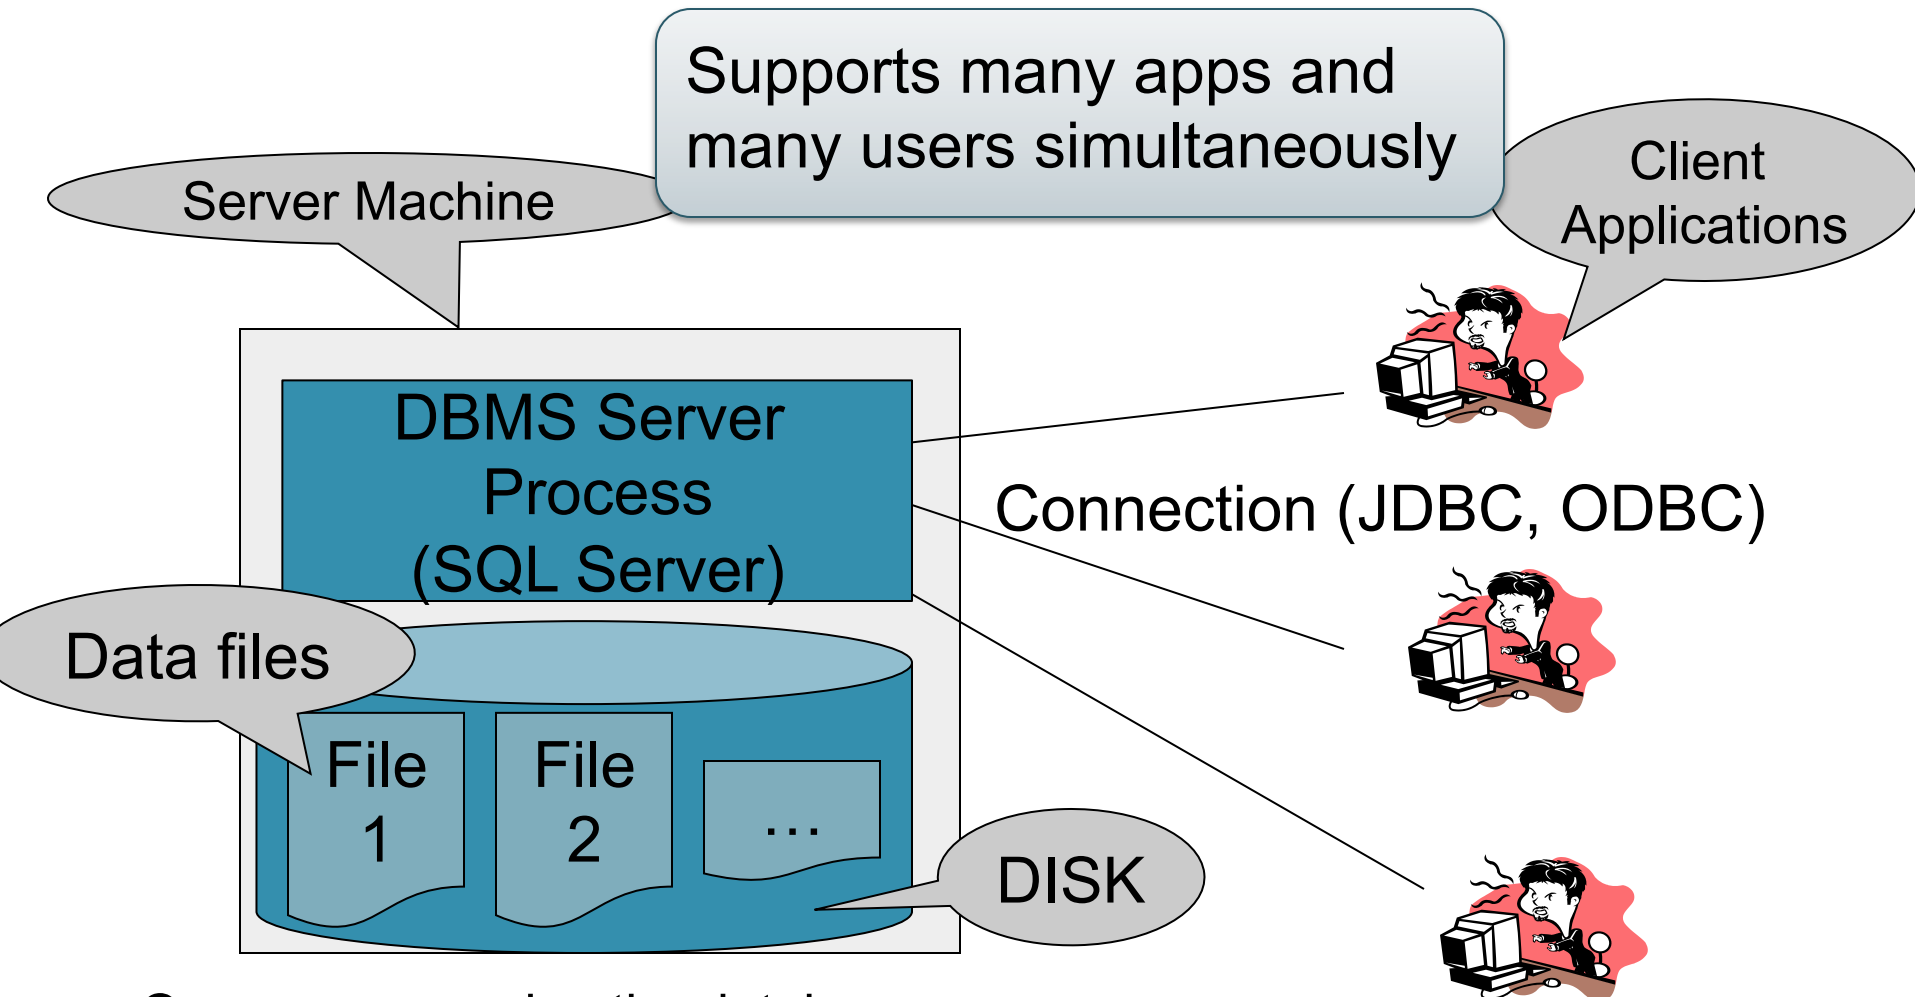 Supports many apps and
many users simultaneously
Server Machine
Client
Applications
DBMS Server
Process
(SQL Server)
Connection (JDBC, ODBC)
Data files
File
1
File
2
...
DISK